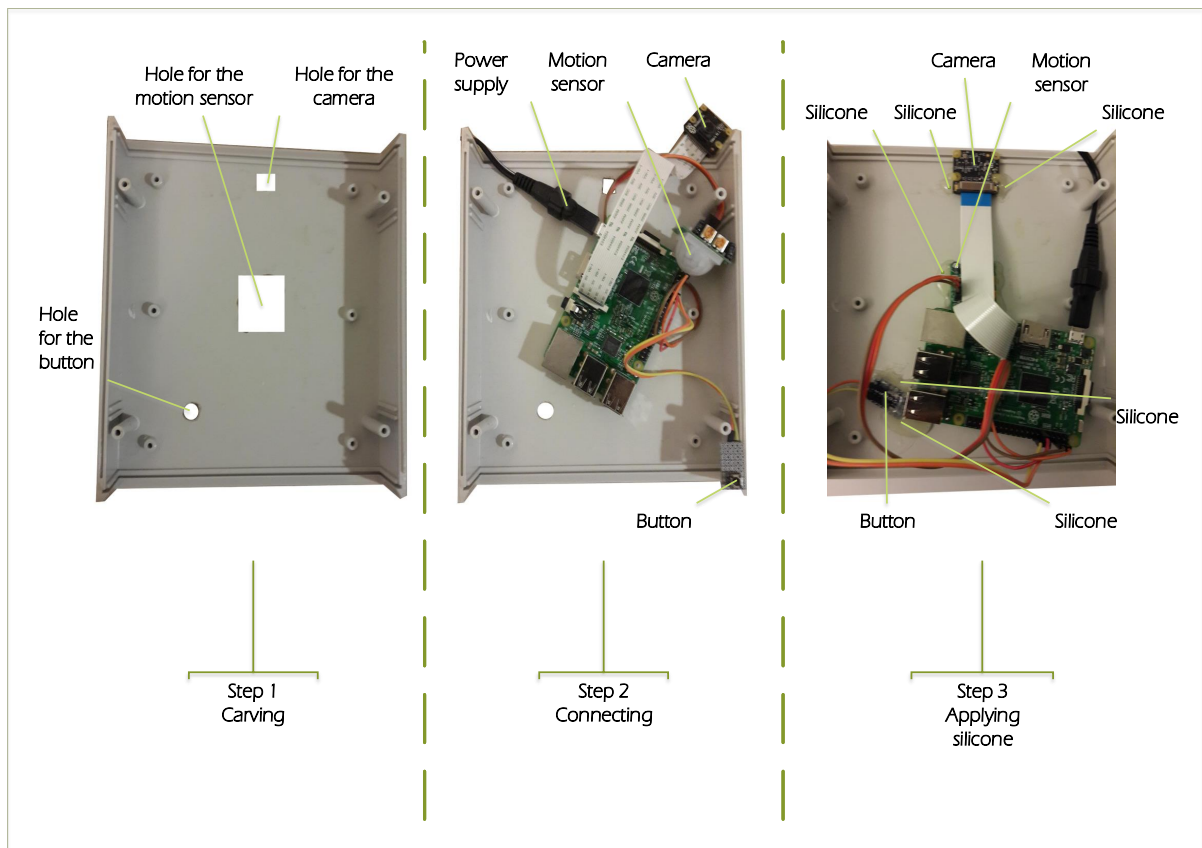 Hole for the
motion sensor
Hole for the
camera
Hole
for the
button
Step 1
Carving
Power
supply
Motion
sensor
Camera
Button
Step 2
Connecting
Camera
Motion
sensor
Silicone
Silicone
Silicone
Silicone
Button
Silicone
Step 3
Applying
silicone